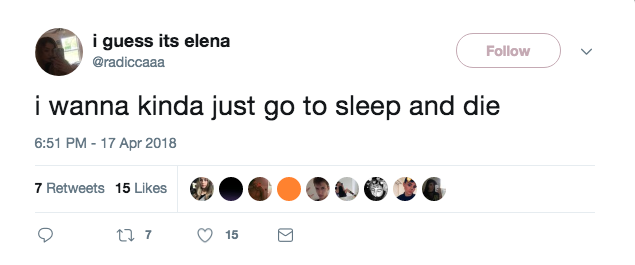 i guess its elena
@radiccaaa
Follow
i wanna kinda just go to sleep and die
6:51 PM - 17 Apr 2018
7 Retweets 15 Likes
7 15